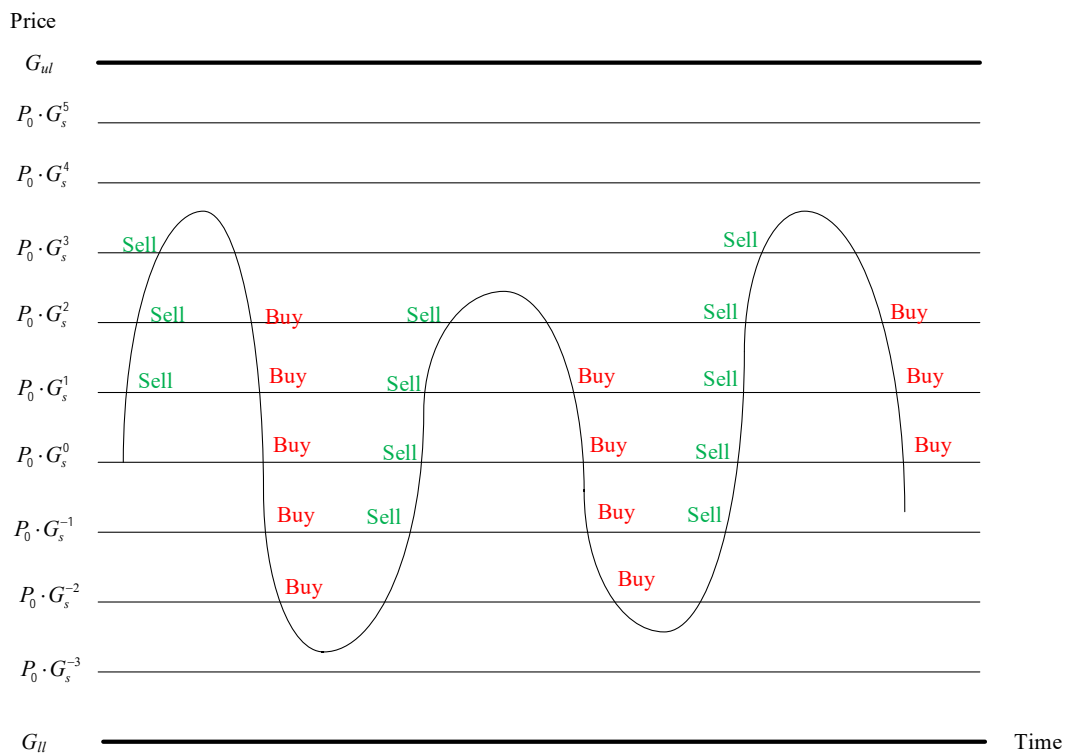 Price
G_ul
P_0 · G_s^5
P_0 · G_s^4
P_0 · G_s^3 Sell Sell
P_0 · G_s^2 Sell Buy Sell Sell Buy
P_0 · G_s^1 Sell Buy Sell Buy Sell Buy
P_0 · G_s^0 Buy Sell Buy Sell Buy
P_0 · G_s^-1 Buy Sell Buy Sell
P_0 · G_s^-2 Buy Buy
P_0 · G_s^-3
G_ll Time